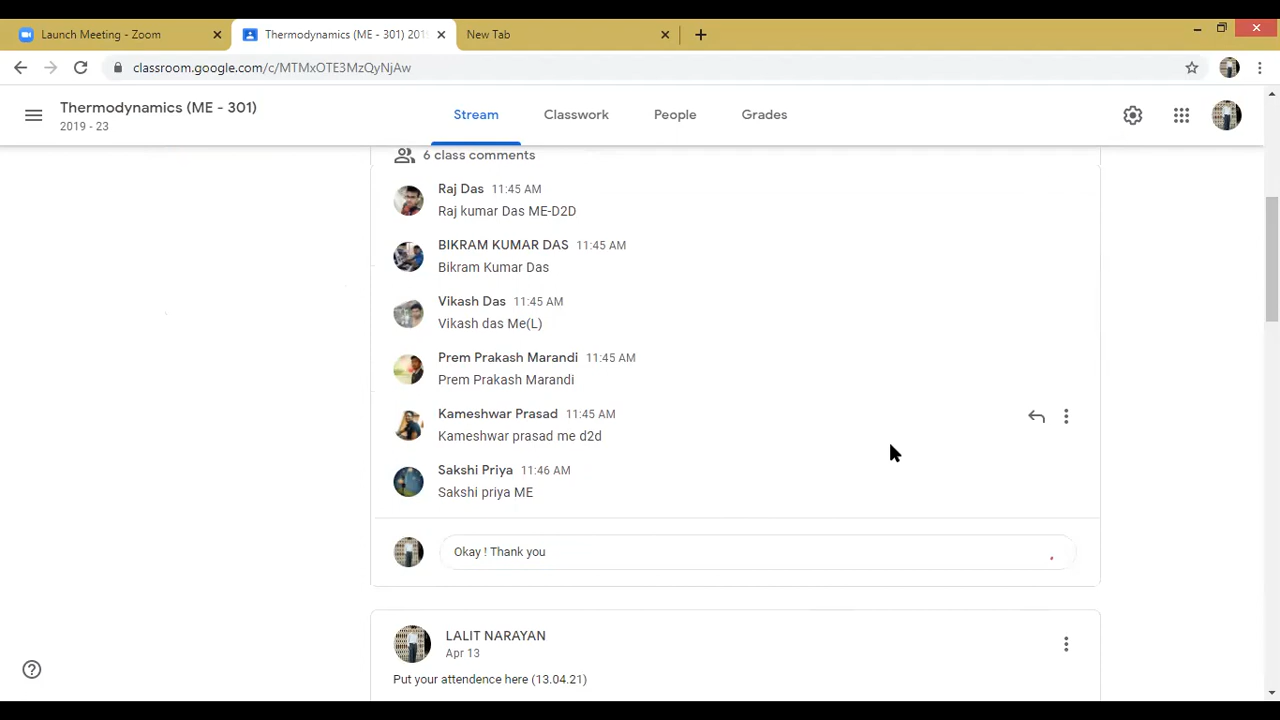 Launch Meeting - Zoom
Thermodynamics (ME - 301) 201
New Tab
classroom.google.com/c/MTMxOTE3MzQyNjAw
Thermodynamics (ME - 301)
2019 - 23
Stream
Classwork
People
Grades
6 class comments
Raj Das 11:45 AM
Raj kumar Das ME-D2D
BIKRAM KUMAR DAS 11:45 AM
Bikram Kumar Das
Vikash Das 11:45 AM
Vikash das Me(L)
Prem Prakash Marandi 11:45 AM
Prem Prakash Marandi
Kameshwar Prasad 11:45 AM
Kameshwar prasad me d2d
Sakshi Priya 11:46 AM
Sakshi priya ME
Okay ! Thank you
LALIT NARAYAN
Apr 13
Put your attendence here (13.04.21)